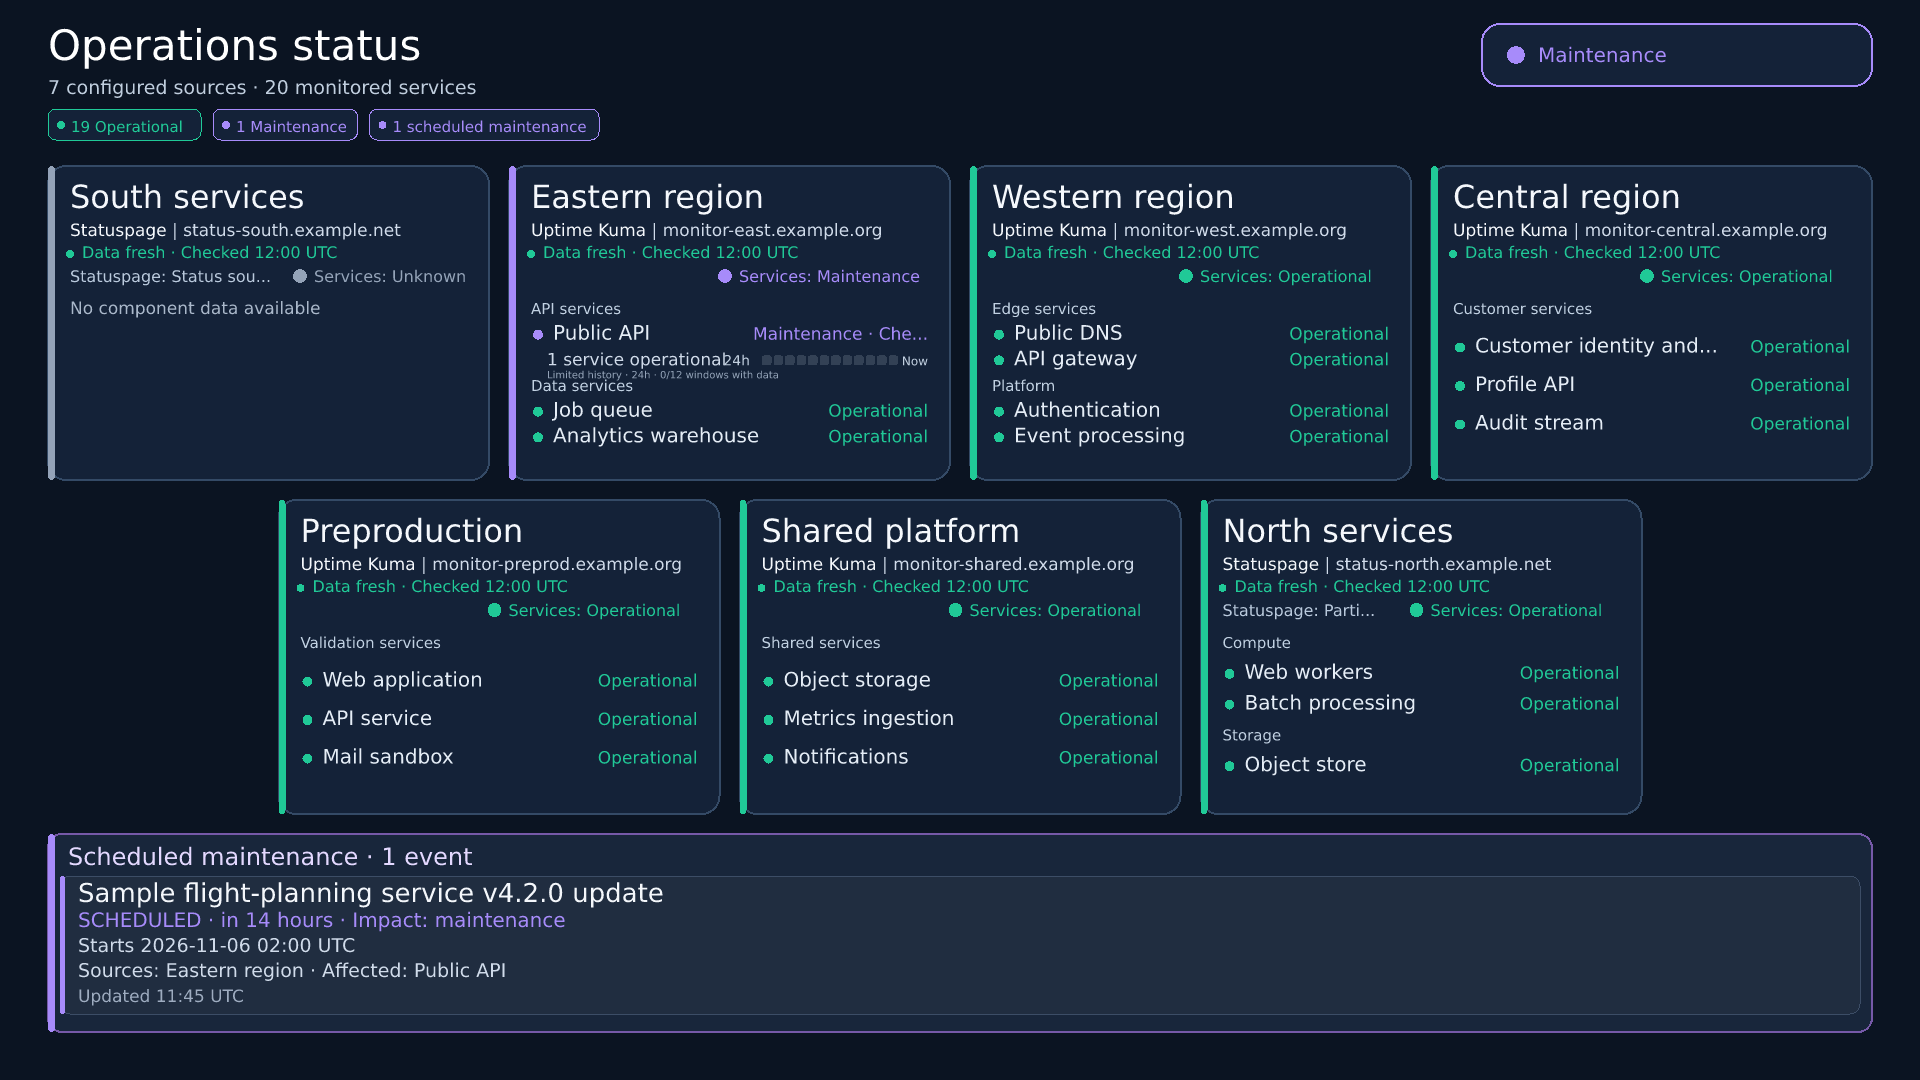 Operations status
7 configured sources · 20 monitored services
19 Operational
1 Maintenance
1 scheduled maintenance
Maintenance
South services
Statuspage | status-south.example.net
Data fresh · Checked 12:00 UTC
Statuspage: Status sou...
Services: Unknown
No component data available
Eastern region
Uptime Kuma | monitor-east.example.org
Data fresh · Checked 12:00 UTC
Services: Maintenance
API services
Public API Maintenance · Che...
1 service operational 24h Now
Limited history · 24h · 0/12 windows with data
Data services
Job queue Operational
Analytics warehouse Operational
Western region
Uptime Kuma | monitor-west.example.org
Data fresh · Checked 12:00 UTC
Services: Operational
Edge services
Public DNS Operational
API gateway Operational
Platform
Authentication Operational
Event processing Operational
Central region
Uptime Kuma | monitor-central.example.org
Data fresh · Checked 12:00 UTC
Services: Operational
Customer services
Customer identity and... Operational
Profile API Operational
Audit stream Operational
Preproduction
Uptime Kuma | monitor-preprod.example.org
Data fresh · Checked 12:00 UTC
Services: Operational
Validation services
Web application Operational
API service Operational
Mail sandbox Operational
Shared platform
Uptime Kuma | monitor-shared.example.org
Data fresh · Checked 12:00 UTC
Services: Operational
Shared services
Object storage Operational
Metrics ingestion Operational
Notifications Operational
North services
Statuspage | status-north.example.net
Data fresh · Checked 12:00 UTC
Statuspage: Parti...
Services: Operational
Compute
Web workers Operational
Batch processing Operational
Storage
Object store Operational
Scheduled maintenance · 1 event
Sample flight-planning service v4.2.0 update
SCHEDULED · in 14 hours · Impact: maintenance
Starts 2026-11-06 02:00 UTC
Sources: Eastern region · Affected: Public API
Updated 11:45 UTC